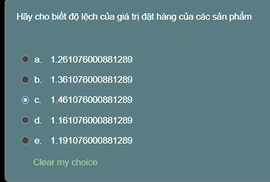 Hãy cho biết độ lệch của giá trị đặt hàng của các sản phẩm
a. 1.261076000881289
b. 1.361076000881289
c. 1.461076000881289
d. 1.161076000881289
e. 1.191076000881289
Clear my choice